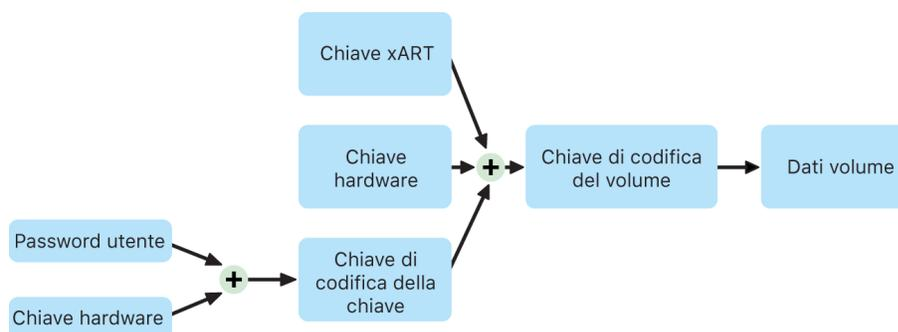 Chiave xART
Chiave
hardware
+
Chiave di codifica
del volume
Dati volume
Password utente
+
Chiave di
codifica della
chiave
Chiave hardware